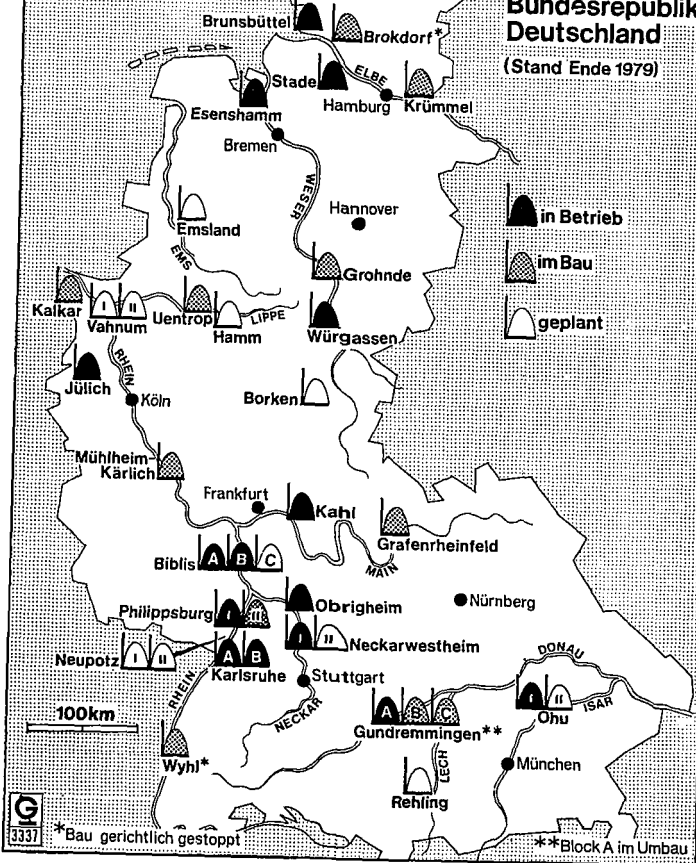 Bundesrepublik
Deutschland
(Stand Ende 1979)
Brunsbüttel
Brokdorf*
Stade
ELBE
Hamburg
Krümmel
Esenshamm
Bremen
WESER
Hannover
in Betrieb
Emsland
EMS
im Bau
Grohnde
Kalkar
I
II
Vahnum
Uentrop
Hamm
LIPPE
Würgassen
geplant
RHEIN
Jülich
Köln
Borken
Mühlheim-
Kärlich
Frankfurt
Kahl
Grafenrheinfeld
Biblis
A
B
C
MAIN
Philippsburg
I
II
Obrigheim
Nürnberg
I
II
Neckarwestheim
Neupotz
I
II
A
B
Karlsruhe
RHEIN
Stuttgart
NECKAR
DONAU
100km
A
B
C
Gundremmingen**
I
II
Ohu
ISAR
Wyhl*
LECH
Rehling
München
G
3337
*Bau gerichtlich gestoppt
**Block A im Umbau